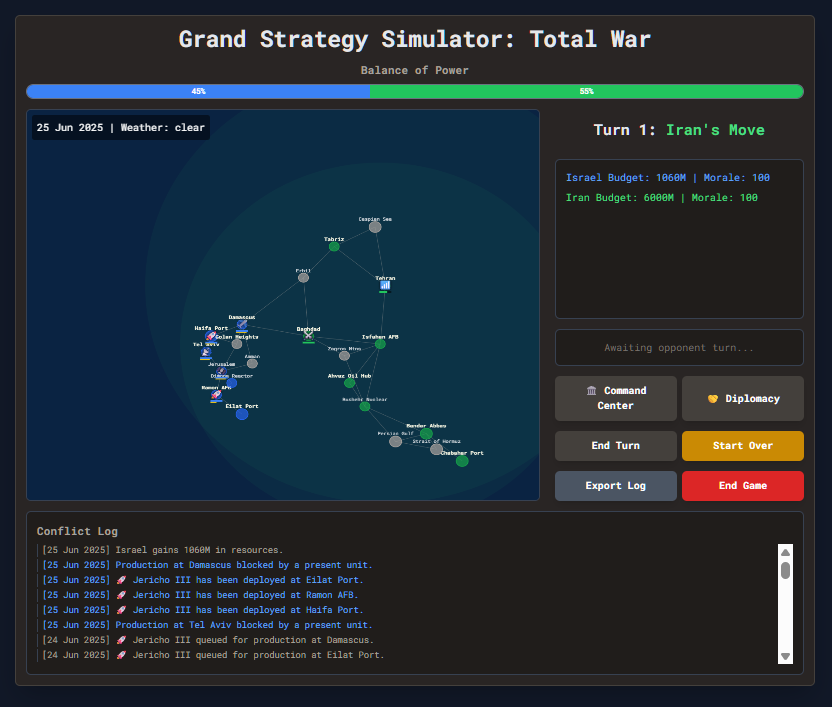 Grand Strategy Simulator: Total War
Balance of Power
45%
55%
25 Jun 2025 | Weather: clear
Turn 1: Iran's Move
Israel Budget: 1060M | Morale: 100
Iran Budget: 6000M | Morale: 100
Caspian Sea
Tabriz
Erbil
Tehran
Damascus
Haifa Port
Golan Heights
Baghdad
Isfahan AFB
Tel Aviv
Zagros Mtns
Amman
Jerusalem
Dimona Reactor
Ahvaz Oil Hub
Ramon AFB
Bushehr Nuclear
Eilat Port
Bandar Abbas
Persian Gulf
Strait of Hormuz
Chabahar Port
Awaiting opponent turn...
Command Center
Diplomacy
End Turn
Start Over
Export Log
End Game
Conflict Log
[25 Jun 2025] Israel gains 1060M in resources.
[25 Jun 2025] Production at Damascus blocked by a present unit.
[25 Jun 2025] 🚀 Jericho III has been deployed at Eilat Port.
[25 Jun 2025] 🚀 Jericho III has been deployed at Ramon AFB.
[25 Jun 2025] 🚀 Jericho III has been deployed at Haifa Port.
[25 Jun 2025] Production at Tel Aviv blocked by a present unit.
[24 Jun 2025] 🚀 Jericho III queued for production at Damascus.
[24 Jun 2025] 🚀 Jericho III queued for production at Eilat Port.